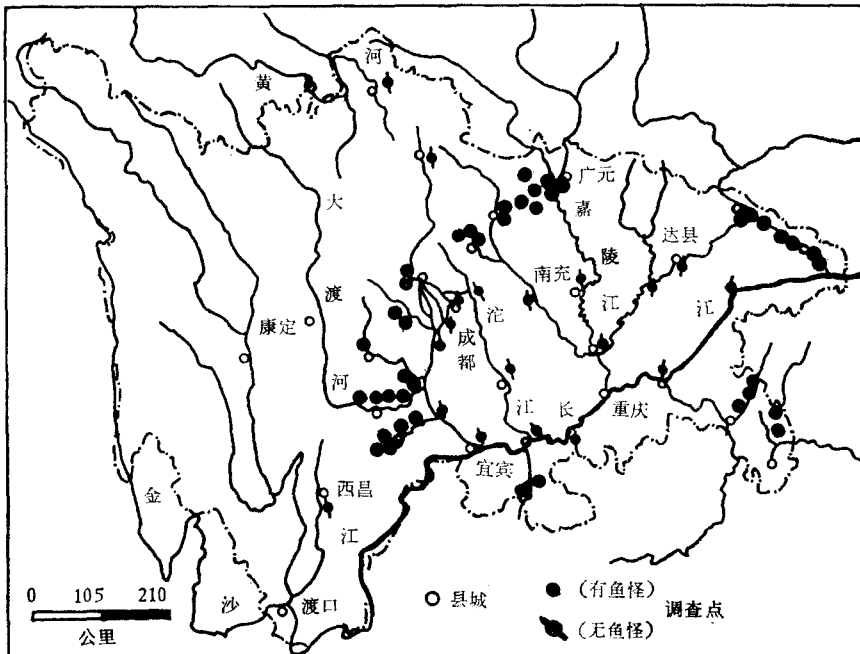 黄
河
大
渡
河
康定
广元
嘉
陵
江
达县
南充
沱
江
成都
江
长
重庆
宜宾
西昌
金
沙
江
渡口
0 105 210
公里
县城
(有鱼怪)
(无鱼怪)
调查点